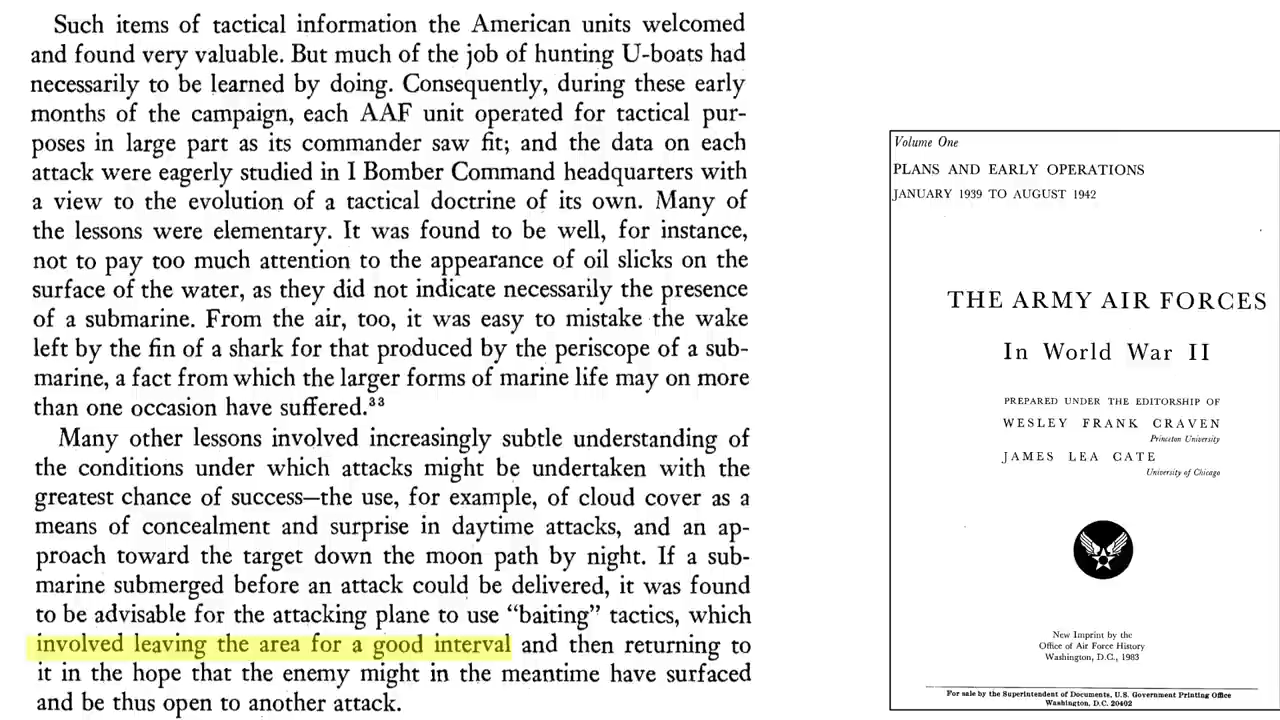 Such items of tactical information the American units welcomed
and found very valuable. But much of the job of hunting U-boats had
necessarily to be learned by doing. Consequently, during these early
months of the campaign, each AAF unit operated for tactical pur-
poses in large part as its commander saw fit; and the data on each
attack were eagerly studied in I Bomber Command headquarters with
a view to the evolution of a tactical doctrine of its own. Many of
the lessons were elementary. It was found to be well, for instance,
not to pay too much attention to the appearance of oil slicks on the
surface of the water, as they did not indicate necessarily the presence
of a submarine. From the air, too, it was easy to mistake the wake
left by the fin of a shark for that produced by the periscope of a sub-
marine, a fact from which the larger forms of marine life may on more
than one occasion have suffered.³³
Many other lessons involved increasingly subtle understanding of
the conditions under which attacks might be undertaken with the
greatest chance of success—the use, for example, of cloud cover as a
means of concealment and surprise in daytime attacks, and an ap-
proach toward the target down the moon path by night. If a sub-
marine submerged before an attack could be delivered, it was found
to be advisable for the attacking plane to use “baiting” tactics, which
involved leaving the area for a good interval and then returning to
it in the hope that the enemy might in the meantime have surfaced
and be thus open to another attack.
Volume One
PLANS AND EARLY OPERATIONS
JANUARY 1939 TO AUGUST 1942
THE ARMY AIR FORCES
In World War II
PREPARED UNDER THE EDITORSHIP OF
WESLEY FRANK CRAVEN
Princeton University
JAMES LEA CATE
University of Chicago
New Imprint by the
Office of Air Force History
Washington, D.C., 1983
For sale by the Superintendent of Documents, U.S. Government Printing Office
Washington, D.C. 20402